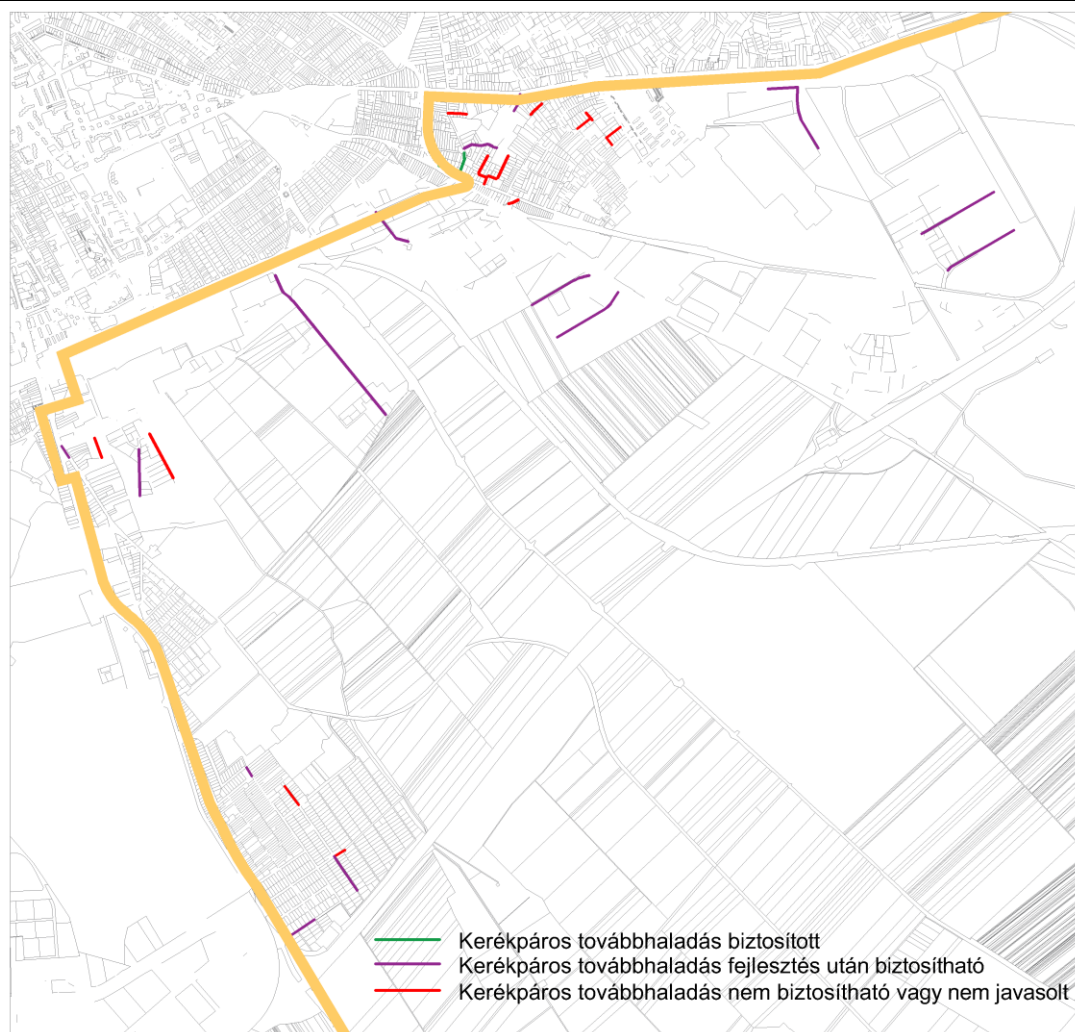 Kerékpáros továbbhaladás biztosított
Kerékpáros továbbhaladás fejlesztés után biztosítható
Kerékpáros továbbhaladás nem biztosítható vagy nem javasolt